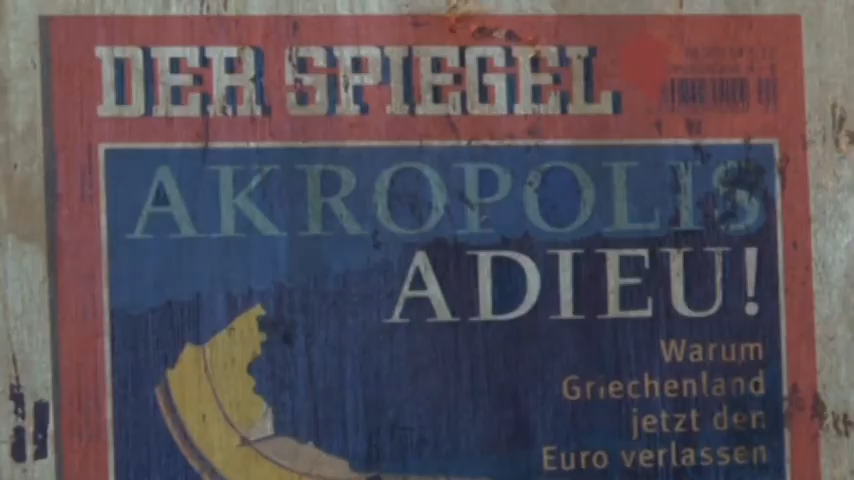 DER SPIEGEL
AKROPOLIS
ADIEU!
Warum
Griechenland
jetzt den
Euro verlassen